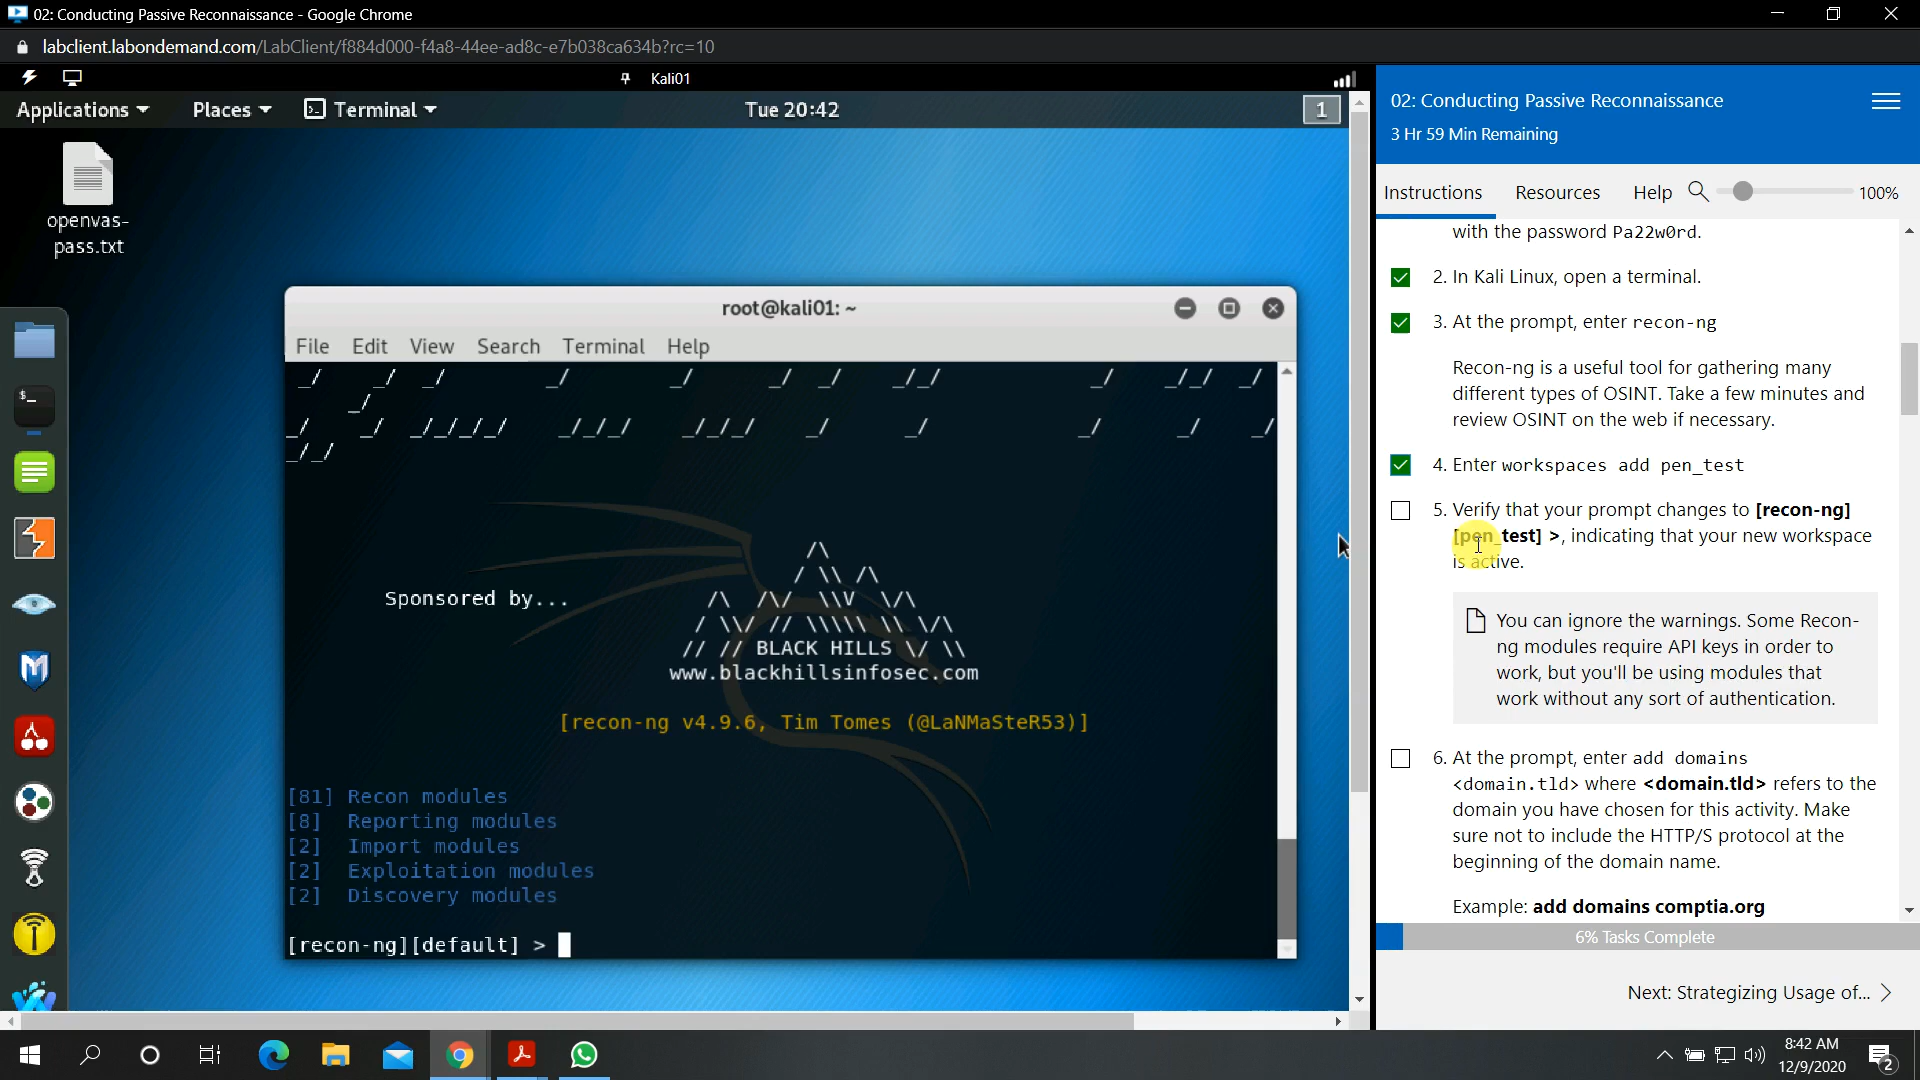 02: Conducting Passive Reconnaissance - Google Chrome
labclient.labondemand.com/LabClient/f884d000-f4a8-44ee-ad8c-e7b038ca634b?rc=10
Kali01
Applications
Places
Terminal
Tue 20:42
1
openvas-
pass.txt
root@kali01: ~
File Edit View Search Terminal Help
Sponsored by...
BLACK HILLS
www.blackhillsinfosec.com
[recon-ng v4.9.6, Tim Tomes (@LaNMaSteR53)]
[81] Recon modules
[8] Reporting modules
[2] Import modules
[2] Exploitation modules
[2] Discovery modules
[recon-ng][default] >
02: Conducting Passive Reconnaissance
3 Hr 59 Min Remaining
Instructions Resources Help 100%
with the password Pa22w0rd.
2. In Kali Linux, open a terminal.
3. At the prompt, enter recon-ng
Recon-ng is a useful tool for gathering many
different types of OSINT. Take a few minutes and
review OSINT on the web if necessary.
4. Enter workspaces add pen_test
5. Verify that your prompt changes to [recon-ng]
[pen_test] >, indicating that your new workspace
is active.
You can ignore the warnings. Some Recon-
ng modules require API keys in order to
work, but you'll be using modules that
work without any sort of authentication.
6. At the prompt, enter add domains
<domain.tld> where <domain.tld> refers to the
domain you have chosen for this activity. Make
sure not to include the HTTP/S protocol at the
beginning of the domain name.
Example: add domains comptia.org
6% Tasks Complete
Next: Strategizing Usage of...
8:42 AM
12/9/2020
2